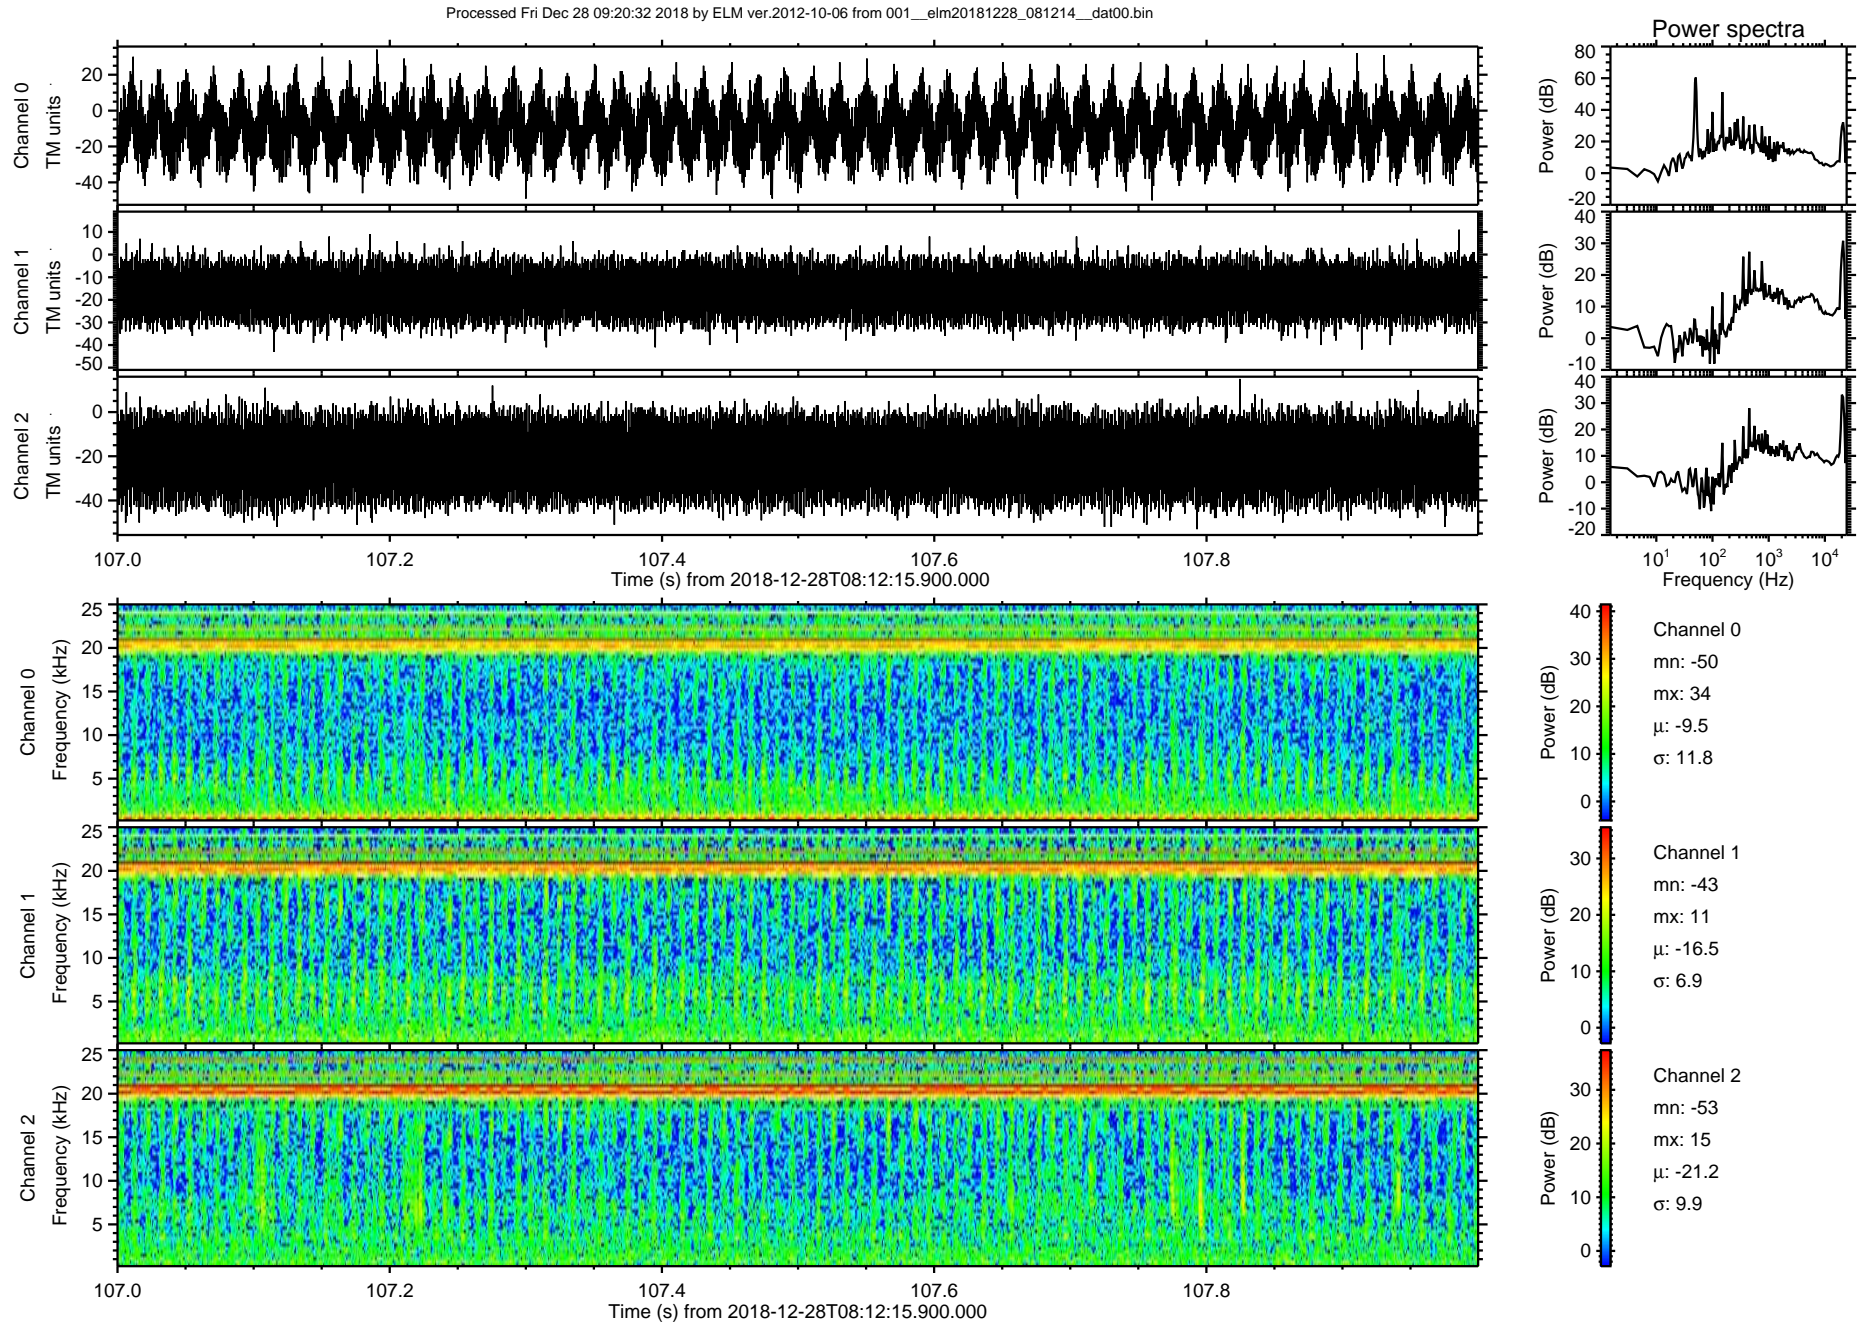 Processed Fri Dec 28 09:20:32 2018 by ELM ver.2012-10-06 from 001__elm20181228_081214__dat00.bin
Power spectra
Channel 0
TM units
20
0
-20
-40
Power (dB)
80
60
40
20
0
-20
Channel 1
TM units
10
0
-10
-20
-30
-40
-50
Power (dB)
40
30
20
10
0
-10
Channel 2
TM units
0
-20
-40
Power (dB)
40
30
20
10
0
-10
-20
107.0 107.2 107.4 107.6 107.8
Time (s) from 2018-12-28T08:12:15.900.000
10^1 10^2 10^3 10^4
Frequency (Hz)
Channel 0
Frequency (kHz)
25
20
15
10
5
Power (dB)
40
30
20
10
0
Channel 0
mn: -50
mx: 34
μ: -9.5
σ: 11.8
Channel 1
Frequency (kHz)
25
20
15
10
5
Power (dB)
30
20
10
0
Channel 1
mn: -43
mx: 11
μ: -16.5
σ: 6.9
Channel 2
Frequency (kHz)
25
20
15
10
5
Power (dB)
30
20
10
0
Channel 2
mn: -53
mx: 15
μ: -21.2
σ: 9.9
107.0 107.2 107.4 107.6 107.8
Time (s) from 2018-12-28T08:12:15.900.000